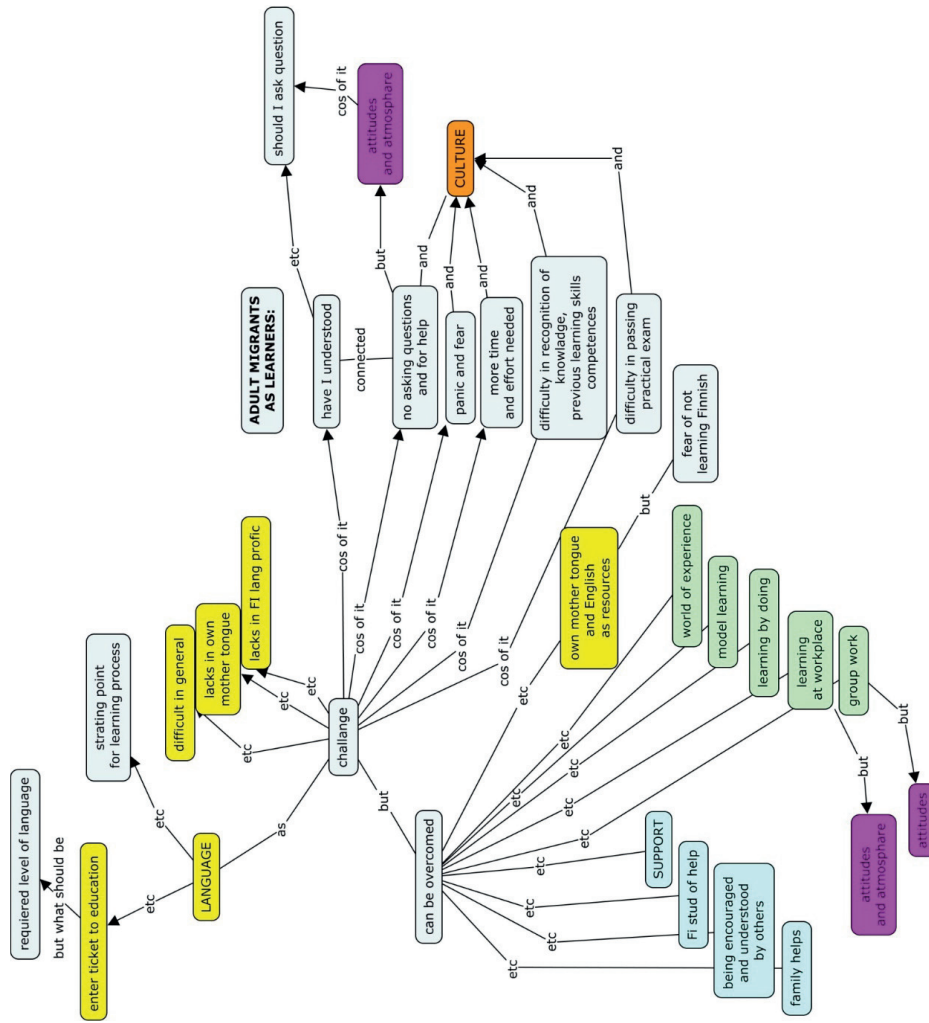 ADULT MIGRANTS
AS LEARNERS:
requiered level of language
but what should be
enter ticket to education
etc
strating point
for learning process
etc
LANGUAGE
as
difficult in general
lacks in own
mother tongue
lacks in FI lang profic
etc
etc
etc
challange
but
cos of it
cos of it
cos of it
cos of it
cos of it
cos of it
have I understood
etc
should I ask question
connected
cos of it
attitudes
and atmosphare
but
no asking questions
and for help
and
panic and fear
and
CULTURE
more time
and effort needed
and
difficulty in recognition of
knowladge,
previous learning skills
competences
and
difficulty in passing
practical exam
and
can be overcomed
etc
own mother tongue
and English
as resources
but
fear of not
learning Finnish
etc
world of experience
etc
model learning
etc
learning by doing
etc
learning
at workplace
etc
group work
but
attitudes
and atmosphare
but
attitudes
etc
SUPPORT
etc
Fi stud of help
etc
being encouraged
and understood
by others
etc
family helps